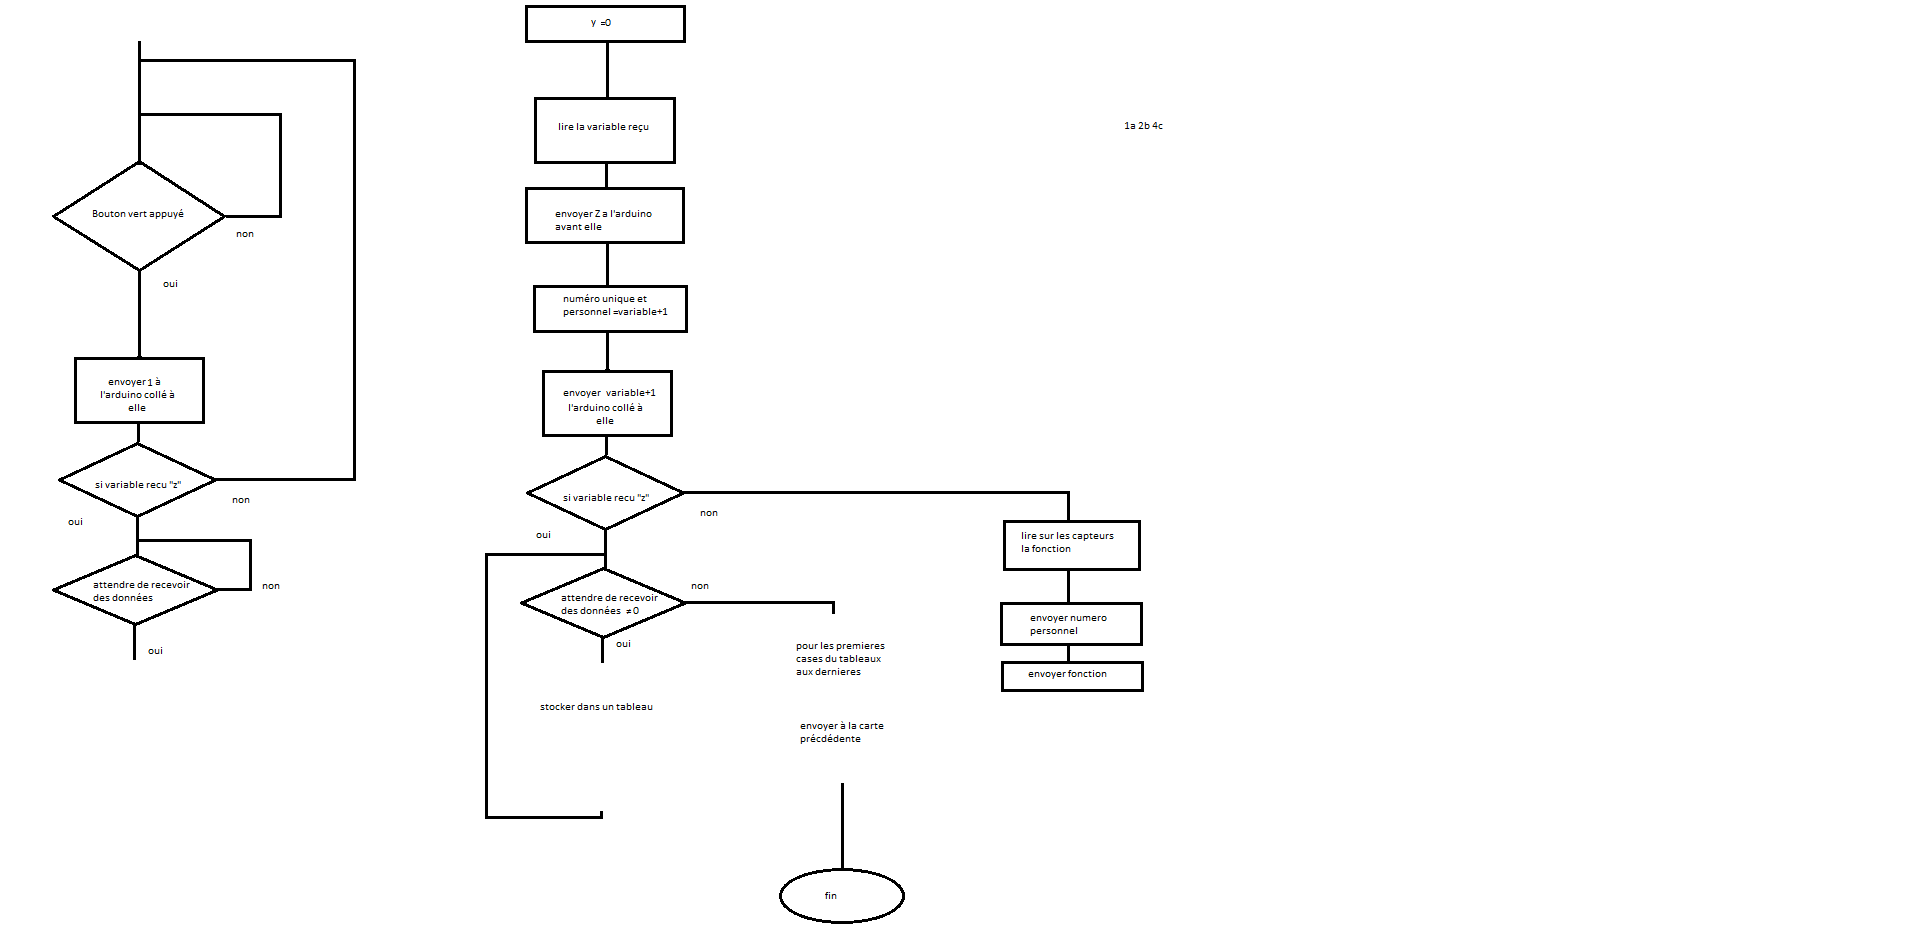 Bouton vert appuyé
non
oui
envoyer 1 à
l'arduino collé à
elle
si variable recu "z"
non
oui
attendre de recevoir
des données
non
oui
y =0
lire la variable reçu
envoyer Z a l'arduino
avant elle
numéro unique et
personnel =variable+1
envoyer variable+1
l'arduino collé à
elle
si variable recu "z"
non
oui
attendre de recevoir
des données ≠0
non
oui
stocker dans un tableau
pour les premieres
cases du tableaux
aux dernieres
envoyer à la carte
précdédente
fin
lire sur les capteurs
la fonction
envoyer numero
personnel
envoyer fonction
1a 2b 4c